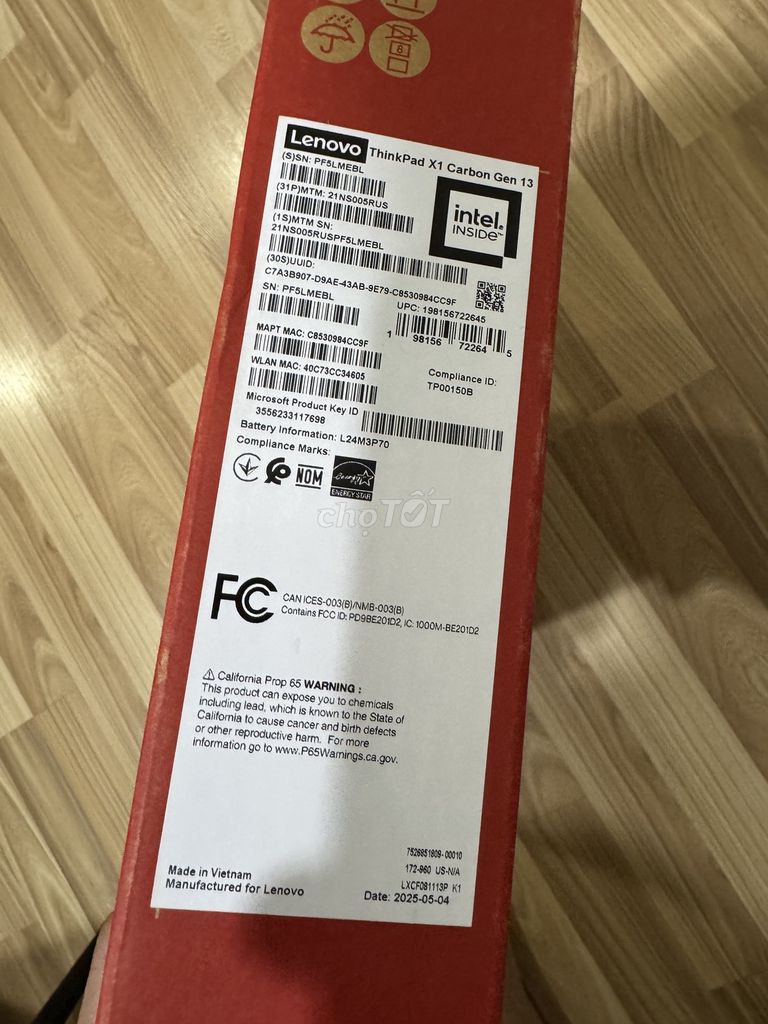 8
Lenovo
ThinkPad X1 Carbon Gen 13
(S)SN: PF5LMEBL
(31P)MTM: 21NS005RUS
(1S)MTM SN:
21NS005RUSPF5LMEBL
intel
INSIDE™
(30S)UUID:
C7A3B907-D9AE-43AB-9E79-C8530984CC9F
SN: PF5LMEBL
UPC: 198156722645
1 98156 72264 5
MAPT MAC: C8530984CC9F
WLAN MAC: 40C73CC34605
Compliance ID:
TP00150B
Microsoft Product Key ID
3556233117698
Battery Information: L24M3P70
Compliance Marks:
NOM
energy
ENERGY STAR
chợTỐT
FC
CAN ICES-003(B)/NMB-003(B)
Contains FCC ID: PD9BE201D2, IC: 1000M-BE201D2
⚠ California Prop 65 WARNING :
This product can expose you to chemicals
including lead, which is known to the State of
California to cause cancer and birth defects
or other reproductive harm. For more
information go to www.P65Warnings.ca.gov.
7526851809-00010
172-960 US-N/A
LXCF081113P K1
Made in Vietnam
Manufactured for Lenovo
Date: 2025-05-04